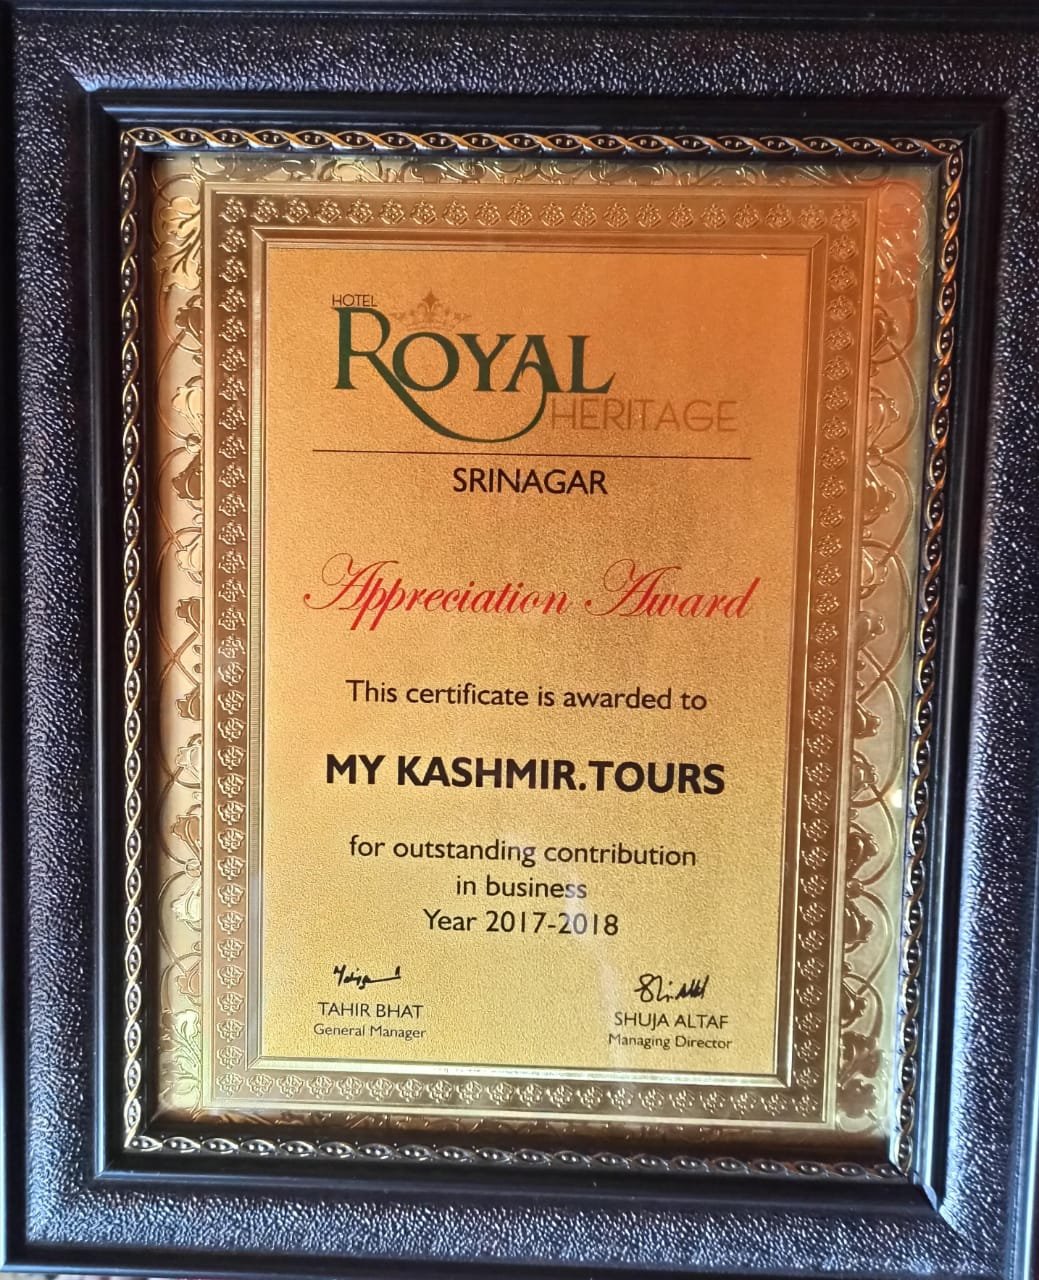 HOTEL
ROYAL
HERITAGE
SRINAGAR
Appreciation Award
This certificate is awarded to
MY KASHMIR.TOURS
for outstanding contribution
in business
Year 2017-2018
TAHIR BHAT
General Manager
SHUJA ALTAF
Managing Director